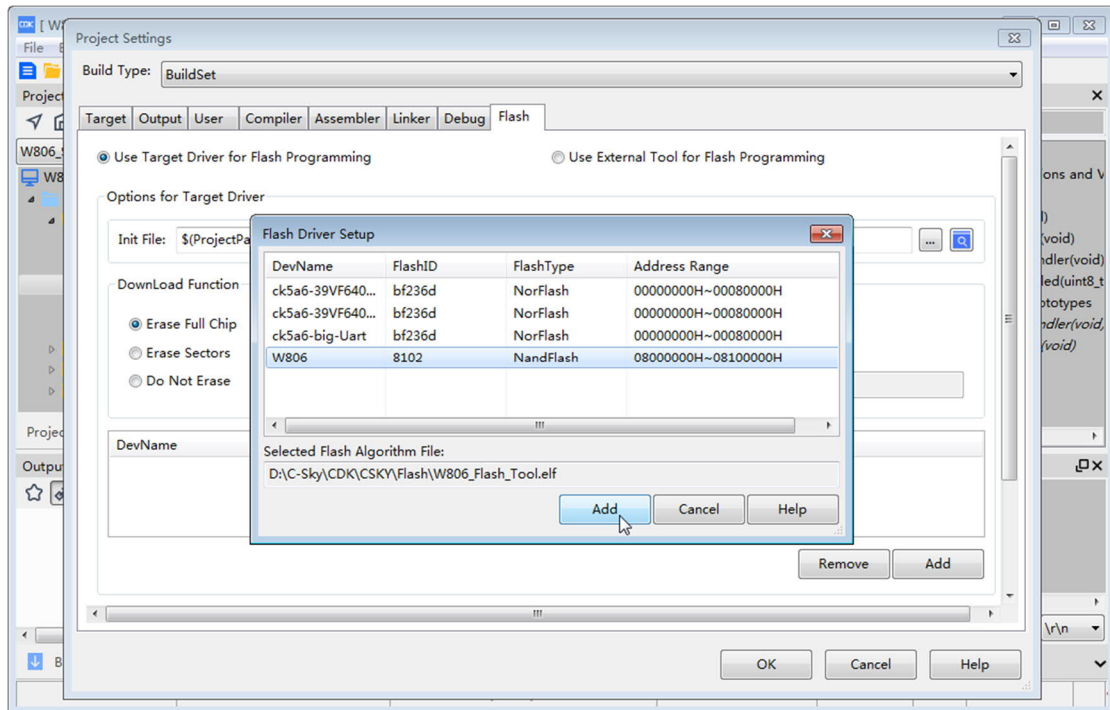 CDK [ W
File E
Project Settings
Build Type: BuildSet
Project
Target Output User Compiler Assembler Linker Debug Flash
W806_
Use Target Driver for Flash Programming Use External Tool for Flash Programming
W8
ons and V
Options for Target Driver
Init File: $(ProjectPa ...
Flash Driver Setup
(void)
DevName FlashID FlashType Address Range
ndler(void)
DownLoad Function
ck5a6-39VF640... bf236d NorFlash 00000000H~00080000H
led(uint8_t
ck5a6-39VF640... bf236d NorFlash 00000000H~00080000H
ototypes
Erase Full Chip
ck5a6-big-Uart bf236d NorFlash 00000000H~00080000H
ndler(void,
Erase Sectors
W806 8102 NandFlash 08000000H~08100000H
(void)
Do Not Erase
Projec
DevName
Selected Flash Algorithm File:
Outpu
D:\C-Sky\CDK\CSKY\Flash\W806_Flash_Tool.elf
Add Cancel Help
Remove Add
\r\n
B
OK Cancel Help